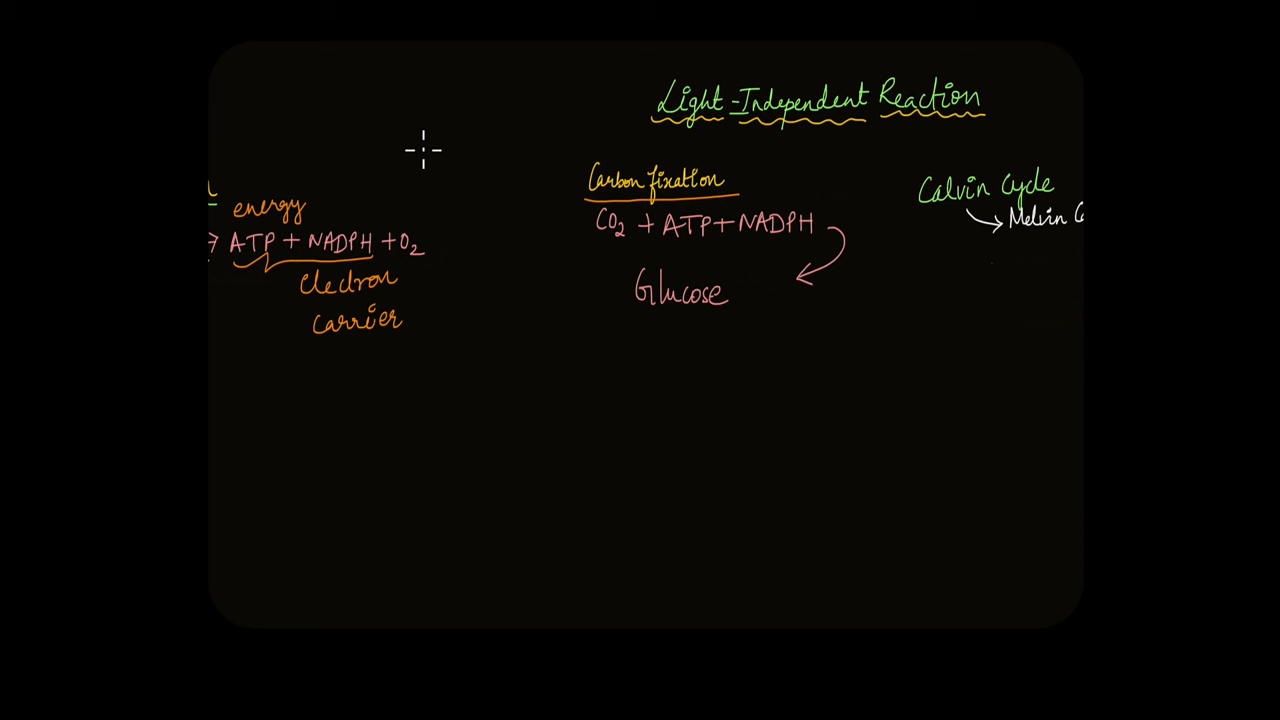 Light-Independent Reaction
Carbon fixation
CO2 + ATP + NADPH
Glucose
Calvin Cycle
Melvin
energy
→ ATP + NADPH + O2
electron
carrier